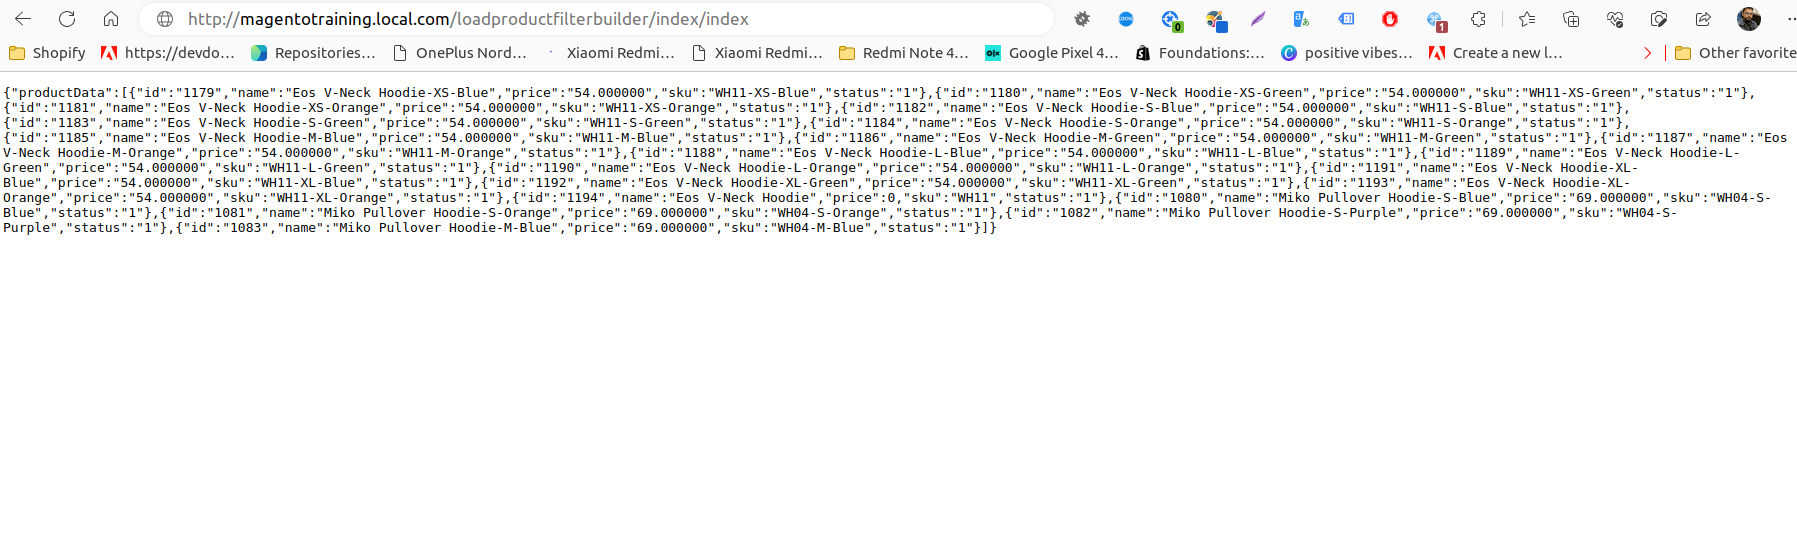 http://magentotraining.local.com/loadproductfilterbuilder/index/index
JSON 0 a あ 1
Shopify https://devdo... Repositories... OnePlus Nord... Xiaomi Redmi... Xiaomi Redmi... Redmi Note 4... Google Pixel 4... Foundations:... positive vibes... Create a new l... Other favorite
{"productData":[{"id":"1179","name":"Eos V-Neck Hoodie-XS-Blue","price":"54.000000","sku":"WH11-XS-Blue","status":"1"},{"id":"1180","name":"Eos V-Neck Hoodie-XS-Green","price":"54.000000","sku":"WH11-XS-Green","status":"1"},
{"id":"1181","name":"Eos V-Neck Hoodie-XS-Orange","price":"54.000000","sku":"WH11-XS-Orange","status":"1"},{"id":"1182","name":"Eos V-Neck Hoodie-S-Blue","price":"54.000000","sku":"WH11-S-Blue","status":"1"},
{"id":"1183","name":"Eos V-Neck Hoodie-S-Green","price":"54.000000","sku":"WH11-S-Green","status":"1"},{"id":"1184","name":"Eos V-Neck Hoodie-S-Orange","price":"54.000000","sku":"WH11-S-Orange","status":"1"},
{"id":"1185","name":"Eos V-Neck Hoodie-M-Blue","price":"54.000000","sku":"WH11-M-Blue","status":"1"},{"id":"1186","name":"Eos V-Neck Hoodie-M-Green","price":"54.000000","sku":"WH11-M-Green","status":"1"},{"id":"1187","name":"Eos
V-Neck Hoodie-M-Orange","price":"54.000000","sku":"WH11-M-Orange","status":"1"},{"id":"1188","name":"Eos V-Neck Hoodie-L-Blue","price":"54.000000","sku":"WH11-L-Blue","status":"1"},{"id":"1189","name":"Eos V-Neck Hoodie-L-
Green","price":"54.000000","sku":"WH11-L-Green","status":"1"},{"id":"1190","name":"Eos V-Neck Hoodie-L-Orange","price":"54.000000","sku":"WH11-L-Orange","status":"1"},{"id":"1191","name":"Eos V-Neck Hoodie-XL-
Blue","price":"54.000000","sku":"WH11-XL-Blue","status":"1"},{"id":"1192","name":"Eos V-Neck Hoodie-XL-Green","price":"54.000000","sku":"WH11-XL-Green","status":"1"},{"id":"1193","name":"Eos V-Neck Hoodie-XL-
Orange","price":"54.000000","sku":"WH11-XL-Orange","status":"1"},{"id":"1194","name":"Eos V-Neck Hoodie","price":0,"sku":"WH11","status":"1"},{"id":"1080","name":"Miko Pullover Hoodie-S-Blue","price":"69.000000","sku":"WH04-S-
Blue","status":"1"},{"id":"1081","name":"Miko Pullover Hoodie-S-Orange","price":"69.000000","sku":"WH04-S-Orange","status":"1"},{"id":"1082","name":"Miko Pullover Hoodie-S-Purple","price":"69.000000","sku":"WH04-S-
Purple","status":"1"},{"id":"1083","name":"Miko Pullover Hoodie-M-Blue","price":"69.000000","sku":"WH04-M-Blue","status":"1"}]}